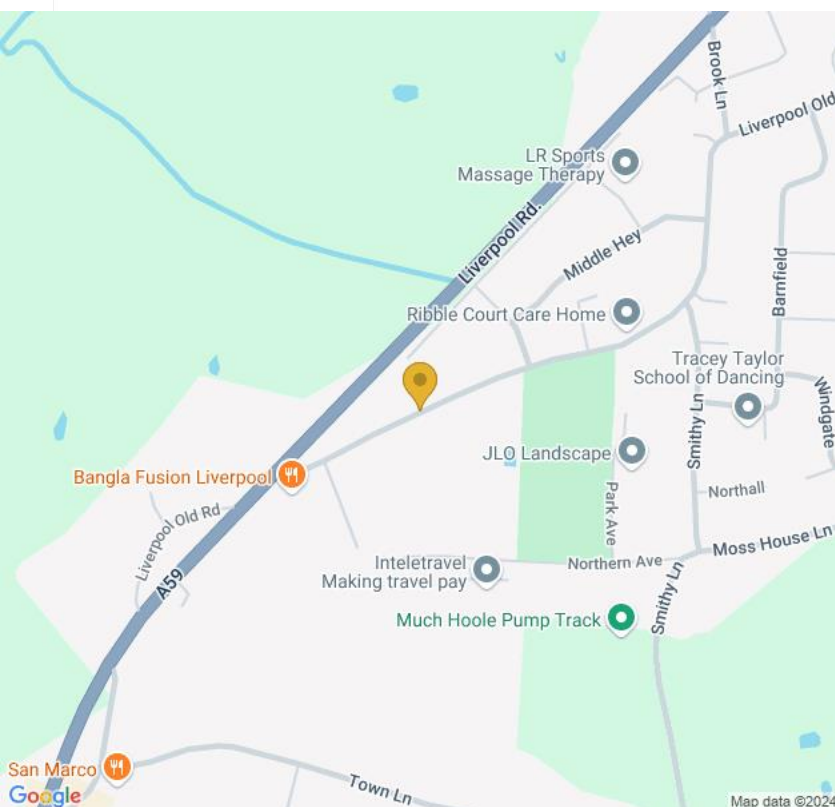 Brook Ln
Liverpool Old
LR Sports
Massage Therapy
Liverpool Rd.
Middle Hey
Barnfield
Ribble Court Care Home
Tracey Taylor
School of Dancing
Windgate
Smithy Ln
JLO Landscape
Bangla Fusion Liverpool
Northall
Park Ave
Liverpool Old Rd
Moss House Ln
Inteletravel
Making travel pay
Northern Ave
A59
Smithy Ln
Much Hoole Pump Track
San Marco
Town Ln
Google
Map data ©2024